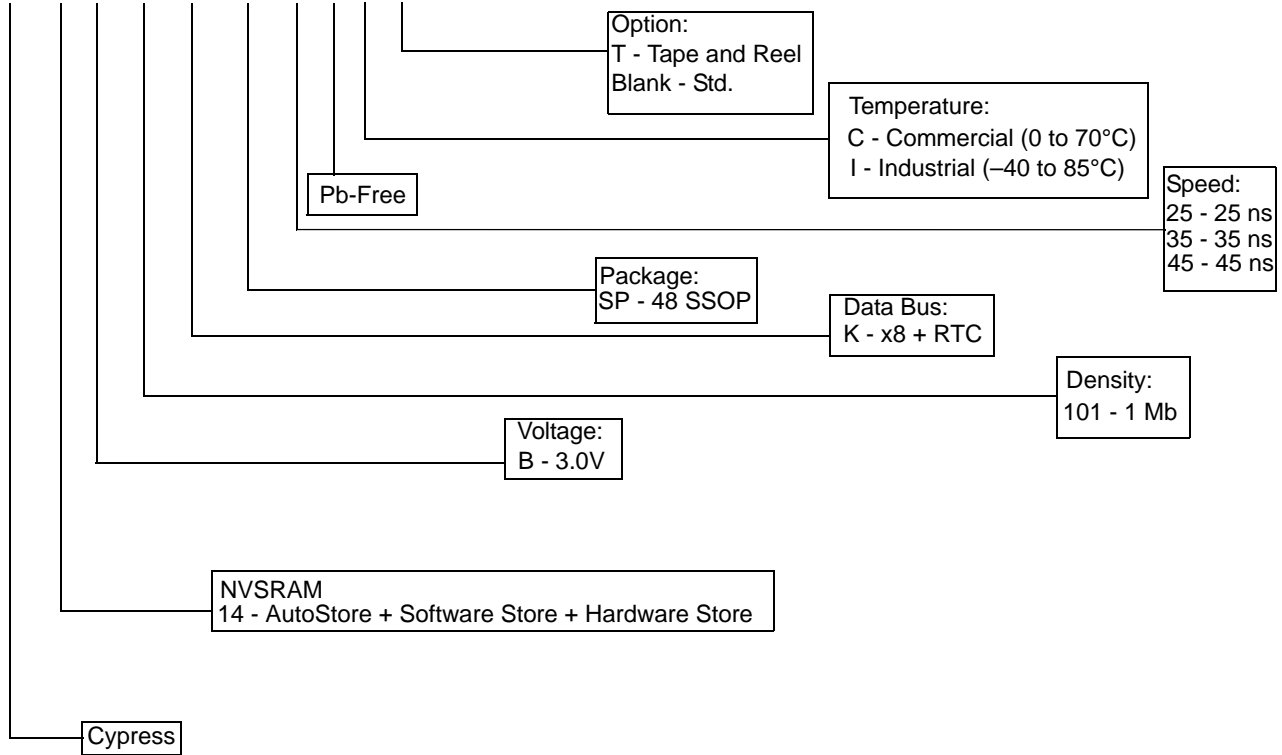 Option:
T - Tape and Reel
Blank - Std.
Temperature:
C - Commercial (0 to 70°C)
I - Industrial (–40 to 85°C)
Speed:
25 - 25 ns
35 - 35 ns
45 - 45 ns
Pb-Free
Package:
SP - 48 SSOP
Data Bus:
K - x8 + RTC
Density:
101 - 1 Mb
Voltage:
B - 3.0V
NVSRAM
14 - AutoStore + Software Store + Hardware Store
Cypress